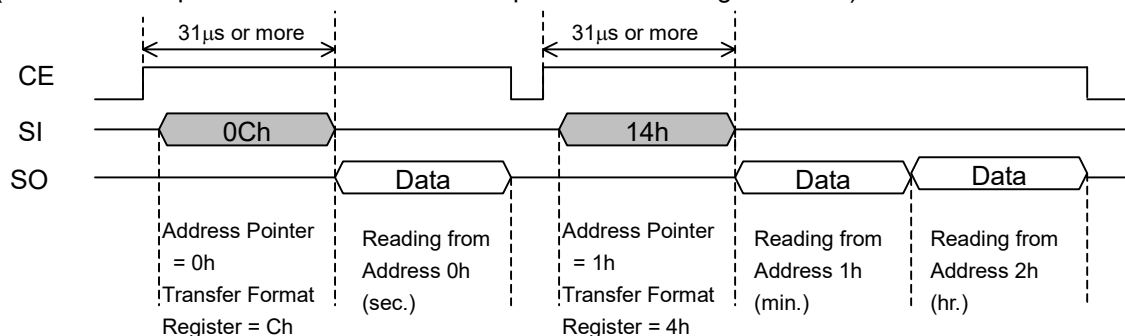 31μs or more 31μs or more
CE
SI 0Ch 14h
SO Data Data Data
Address Pointer
= 0h
Transfer Format
Register = Ch
Reading from
Address 0h
(sec.)
Address Pointer
= 1h
Transfer Format
Register = 4h
Reading from
Address 1h
(min.)
Reading from
Address 2h
(hr.)